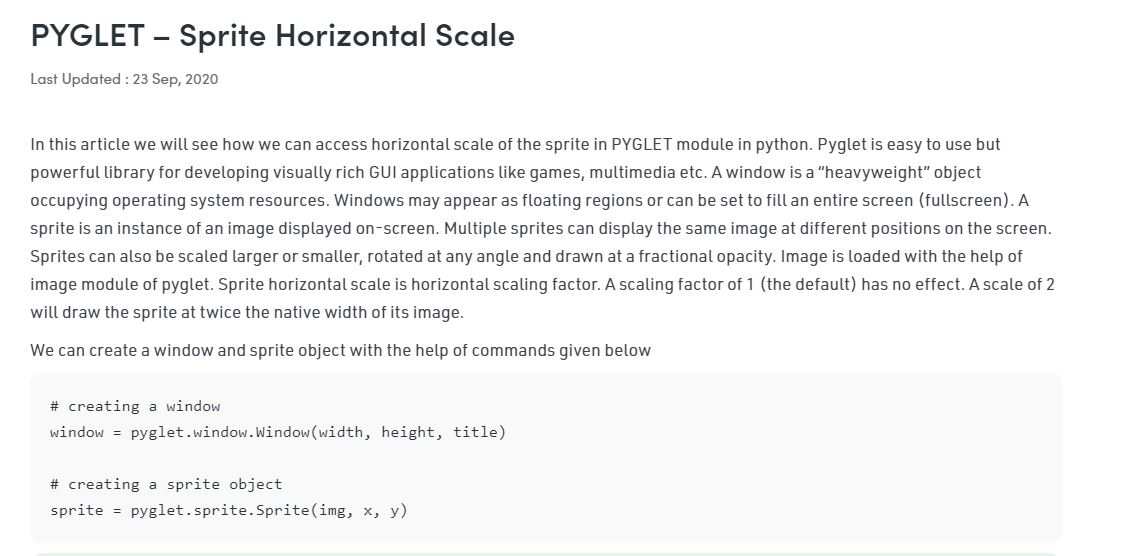 PYGLET – Sprite Horizontal Scale
Last Updated : 23 Sep, 2020
In this article we will see how we can access horizontal scale of the sprite in PYGLET module in python. Pyglet is easy to use but
powerful library for developing visually rich GUI applications like games, multimedia etc. A window is a “heavyweight” object
occupying operating system resources. Windows may appear as floating regions or can be set to fill an entire screen (fullscreen). A
sprite is an instance of an image displayed on-screen. Multiple sprites can display the same image at different positions on the screen.
Sprites can also be scaled larger or smaller, rotated at any angle and drawn at a fractional opacity. Image is loaded with the help of
image module of pyglet. Sprite horizontal scale is horizontal scaling factor. A scaling factor of 1 (the default) has no effect. A scale of 2
will draw the sprite at twice the native width of its image.
We can create a window and sprite object with the help of commands given below
# creating a window
window = pyglet.window.Window(width, height, title)
# creating a sprite object
sprite = pyglet.sprite.Sprite(img, x, y)